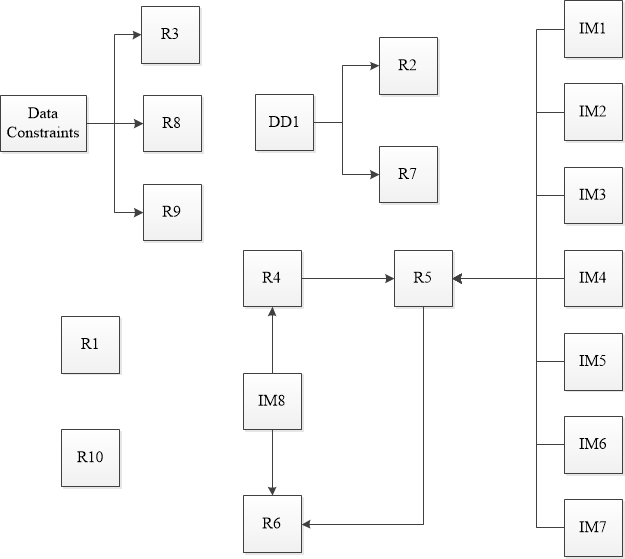 IM1
R3
R2
IM2
Data
Constraints
R8
DD1
R7
IM3
R9
R4
R5
IM4
R1
IM5
IM8
IM6
R10
R6
IM7